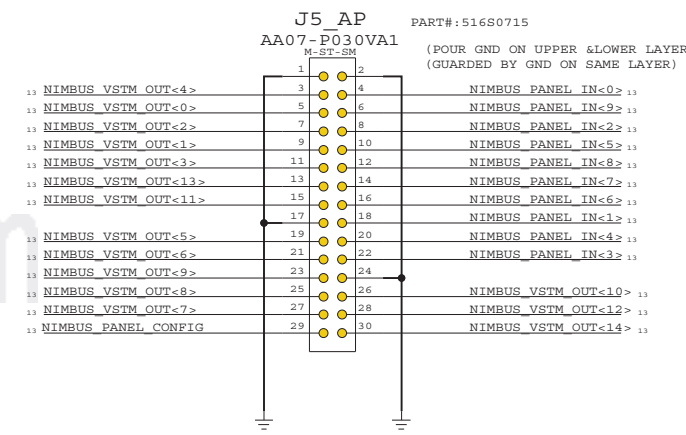 J5_AP PART#:516S0715
AA07-P030VA1
M-ST-SM
(POUR GND ON UPPER &LOWER LAYER
(GUARDED BY GND ON SAME LAYER)
1 2
13 NIMBUS_VSTM_OUT<4> 3 4 NIMBUS_PANEL_IN<0> 13
13 NIMBUS_VSTM_OUT<0> 5 6 NIMBUS_PANEL_IN<9> 13
13 NIMBUS_VSTM_OUT<2> 7 8 NIMBUS_PANEL_IN<2> 13
13 NIMBUS_VSTM_OUT<1> 9 10 NIMBUS_PANEL_IN<5> 13
13 NIMBUS_VSTM_OUT<3> 11 12 NIMBUS_PANEL_IN<8> 13
13 NIMBUS_VSTM_OUT<13> 13 14 NIMBUS_PANEL_IN<7> 13
13 NIMBUS_VSTM_OUT<11> 15 16 NIMBUS_PANEL_IN<6> 13
17 18 NIMBUS_PANEL_IN<1> 13
13 NIMBUS_VSTM_OUT<5> 19 20 NIMBUS_PANEL_IN<4> 13
13 NIMBUS_VSTM_OUT<6> 21 22 NIMBUS_PANEL_IN<3> 13
13 NIMBUS_VSTM_OUT<9> 23 24
13 NIMBUS_VSTM_OUT<8> 25 26 NIMBUS_VSTM_OUT<10> 13
13 NIMBUS_VSTM_OUT<7> 27 28 NIMBUS_VSTM_OUT<12> 13
13 NIMBUS_PANEL_CONFIG 29 30 NIMBUS_VSTM_OUT<14> 13